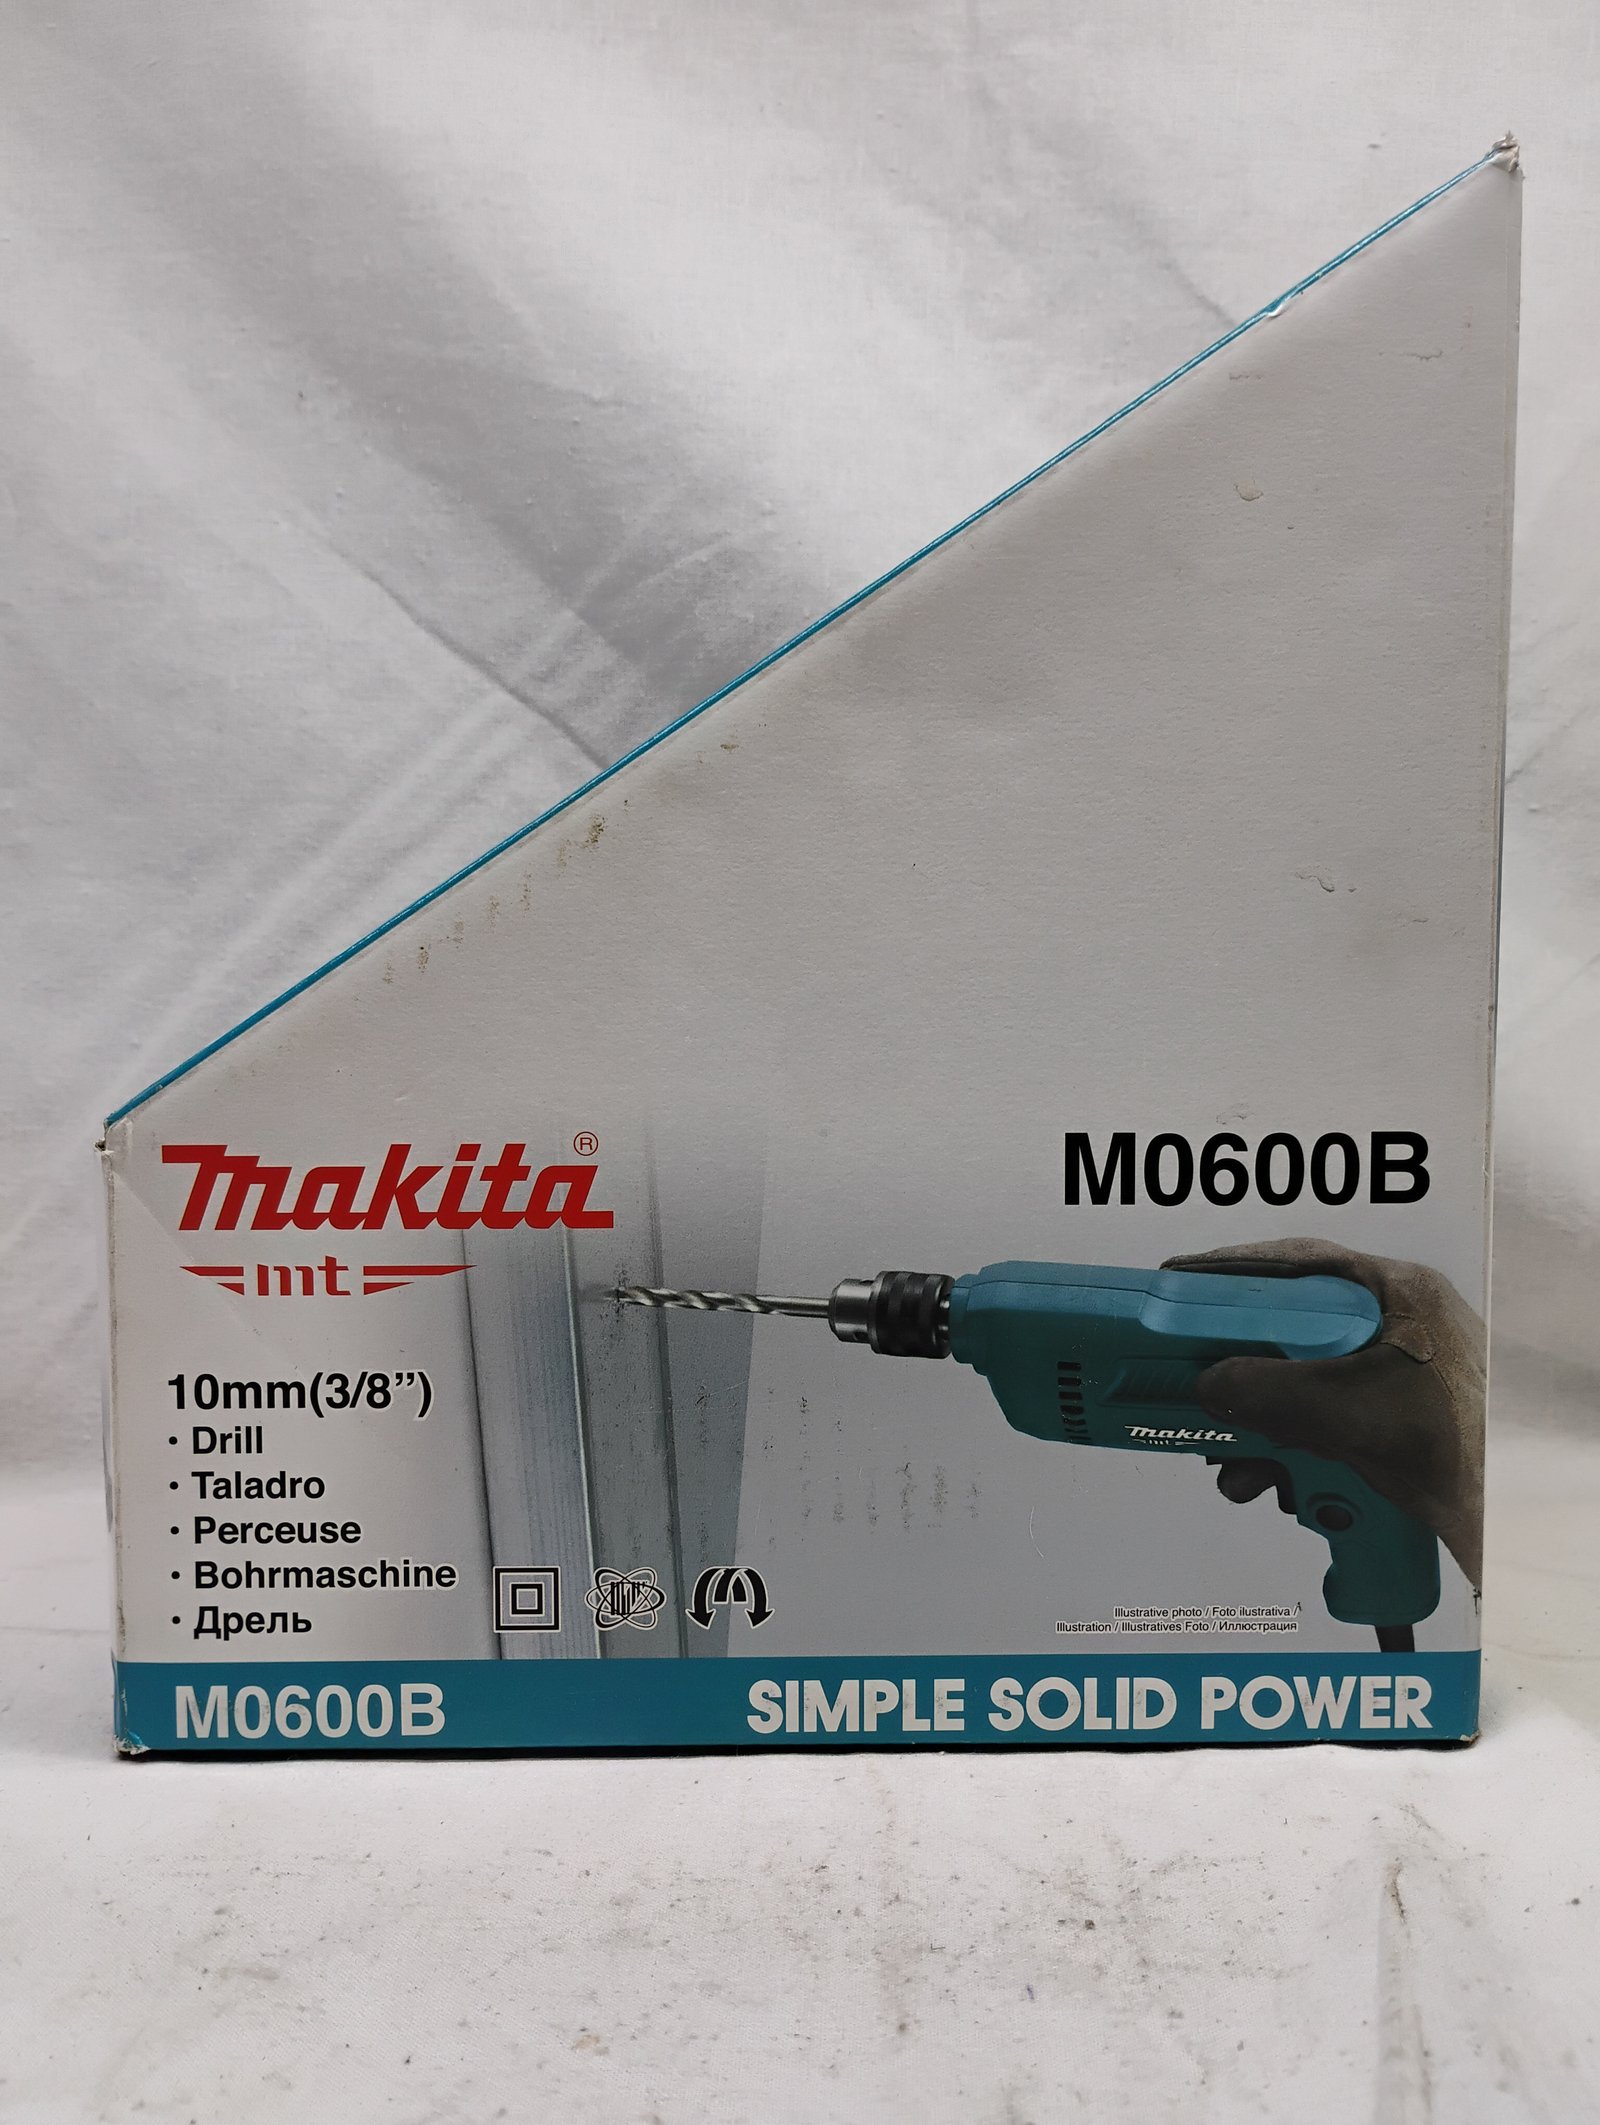 makita®
mt
M0600B
10mm(3/8”)
· Drill
· Taladro
· Perceuse
· Bohrmaschine
· Дрель
makita
mt
Illustrative photo / Foto ilustrativa /
Illustration / Illustratives Foto / Иллюстрация
M0600B
SIMPLE SOLID POWER